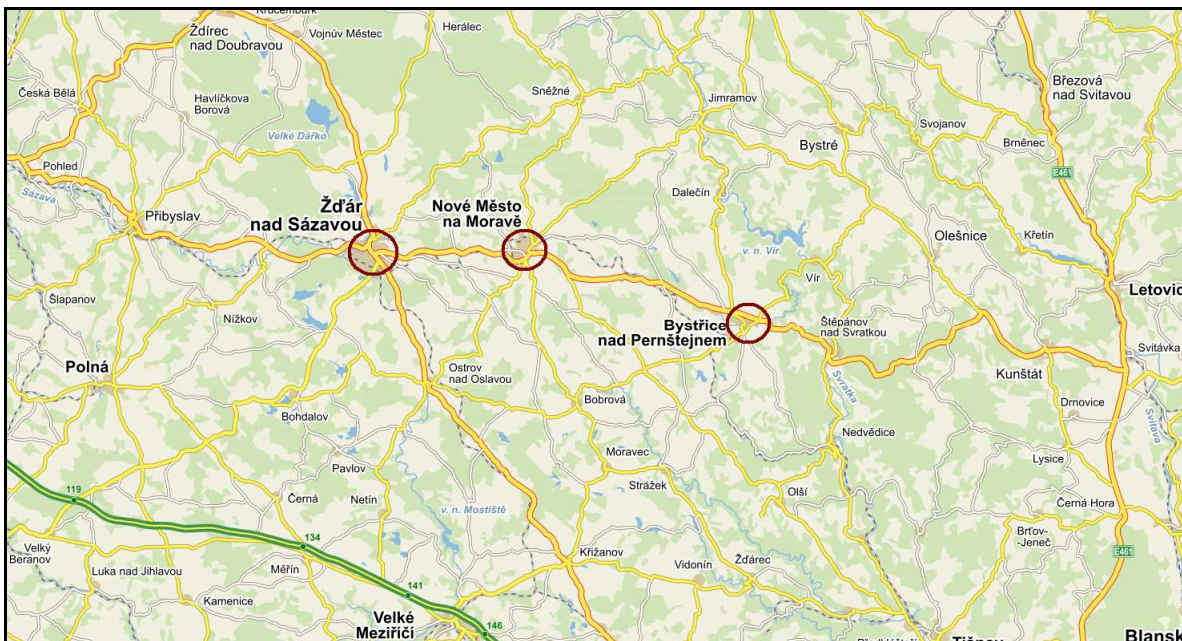 Krucemburk
Ždírec
nad Doubravou
Vojnův Městec
Herálec
Česká Bělá
Havlíčkova
Borová
Velké Dářko
Sněžné
Jimramov
Březová
nad Svitavou
Svojanov
Brněnec
Bystré
Pohled
Sázava
Přibyslav
Žďár
nad Sázavou
Nové Město
na Moravě
Dalečín
E461
v. n. Vír
Olešnice
Křetín
Vír
Letovic
Šlapanov
Nížkov
Bystřice
nad Pernštejnem
Štěpánov
nad Svratkou
Svitávka
Polná
Ostrov
nad Oslavou
Svratka
Kunštát
Bohdalov
Bobrová
Drnovice
Svitava
Nedvědice
Moravec
Pavlov
Lysice
Strážek
119
Černá
Netín
Olší
Černá Hora
v. n. Mostiště
134
Brťov-
-Jeneč
Velký
Beranov
Křižanov
Žďárec
E461
Luka nad Jihlavou
Měřín
Vidonín
141
Kamenice
Velké
Meziříčí
146
Tišnov
Blansk